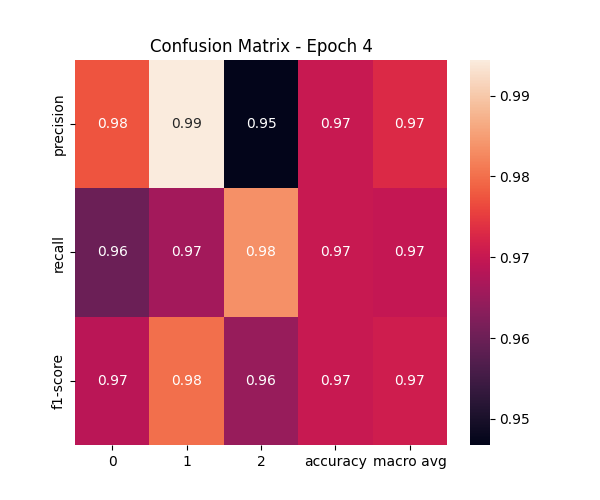 Confusion Matrix - Epoch 4
precision 0.98 0.99 0.95 0.97 0.97
recall 0.96 0.97 0.98 0.97 0.97
f1-score 0.97 0.98 0.96 0.97 0.97
0 1 2 accuracy macro avg
0.99
0.98
0.97
0.96
0.95